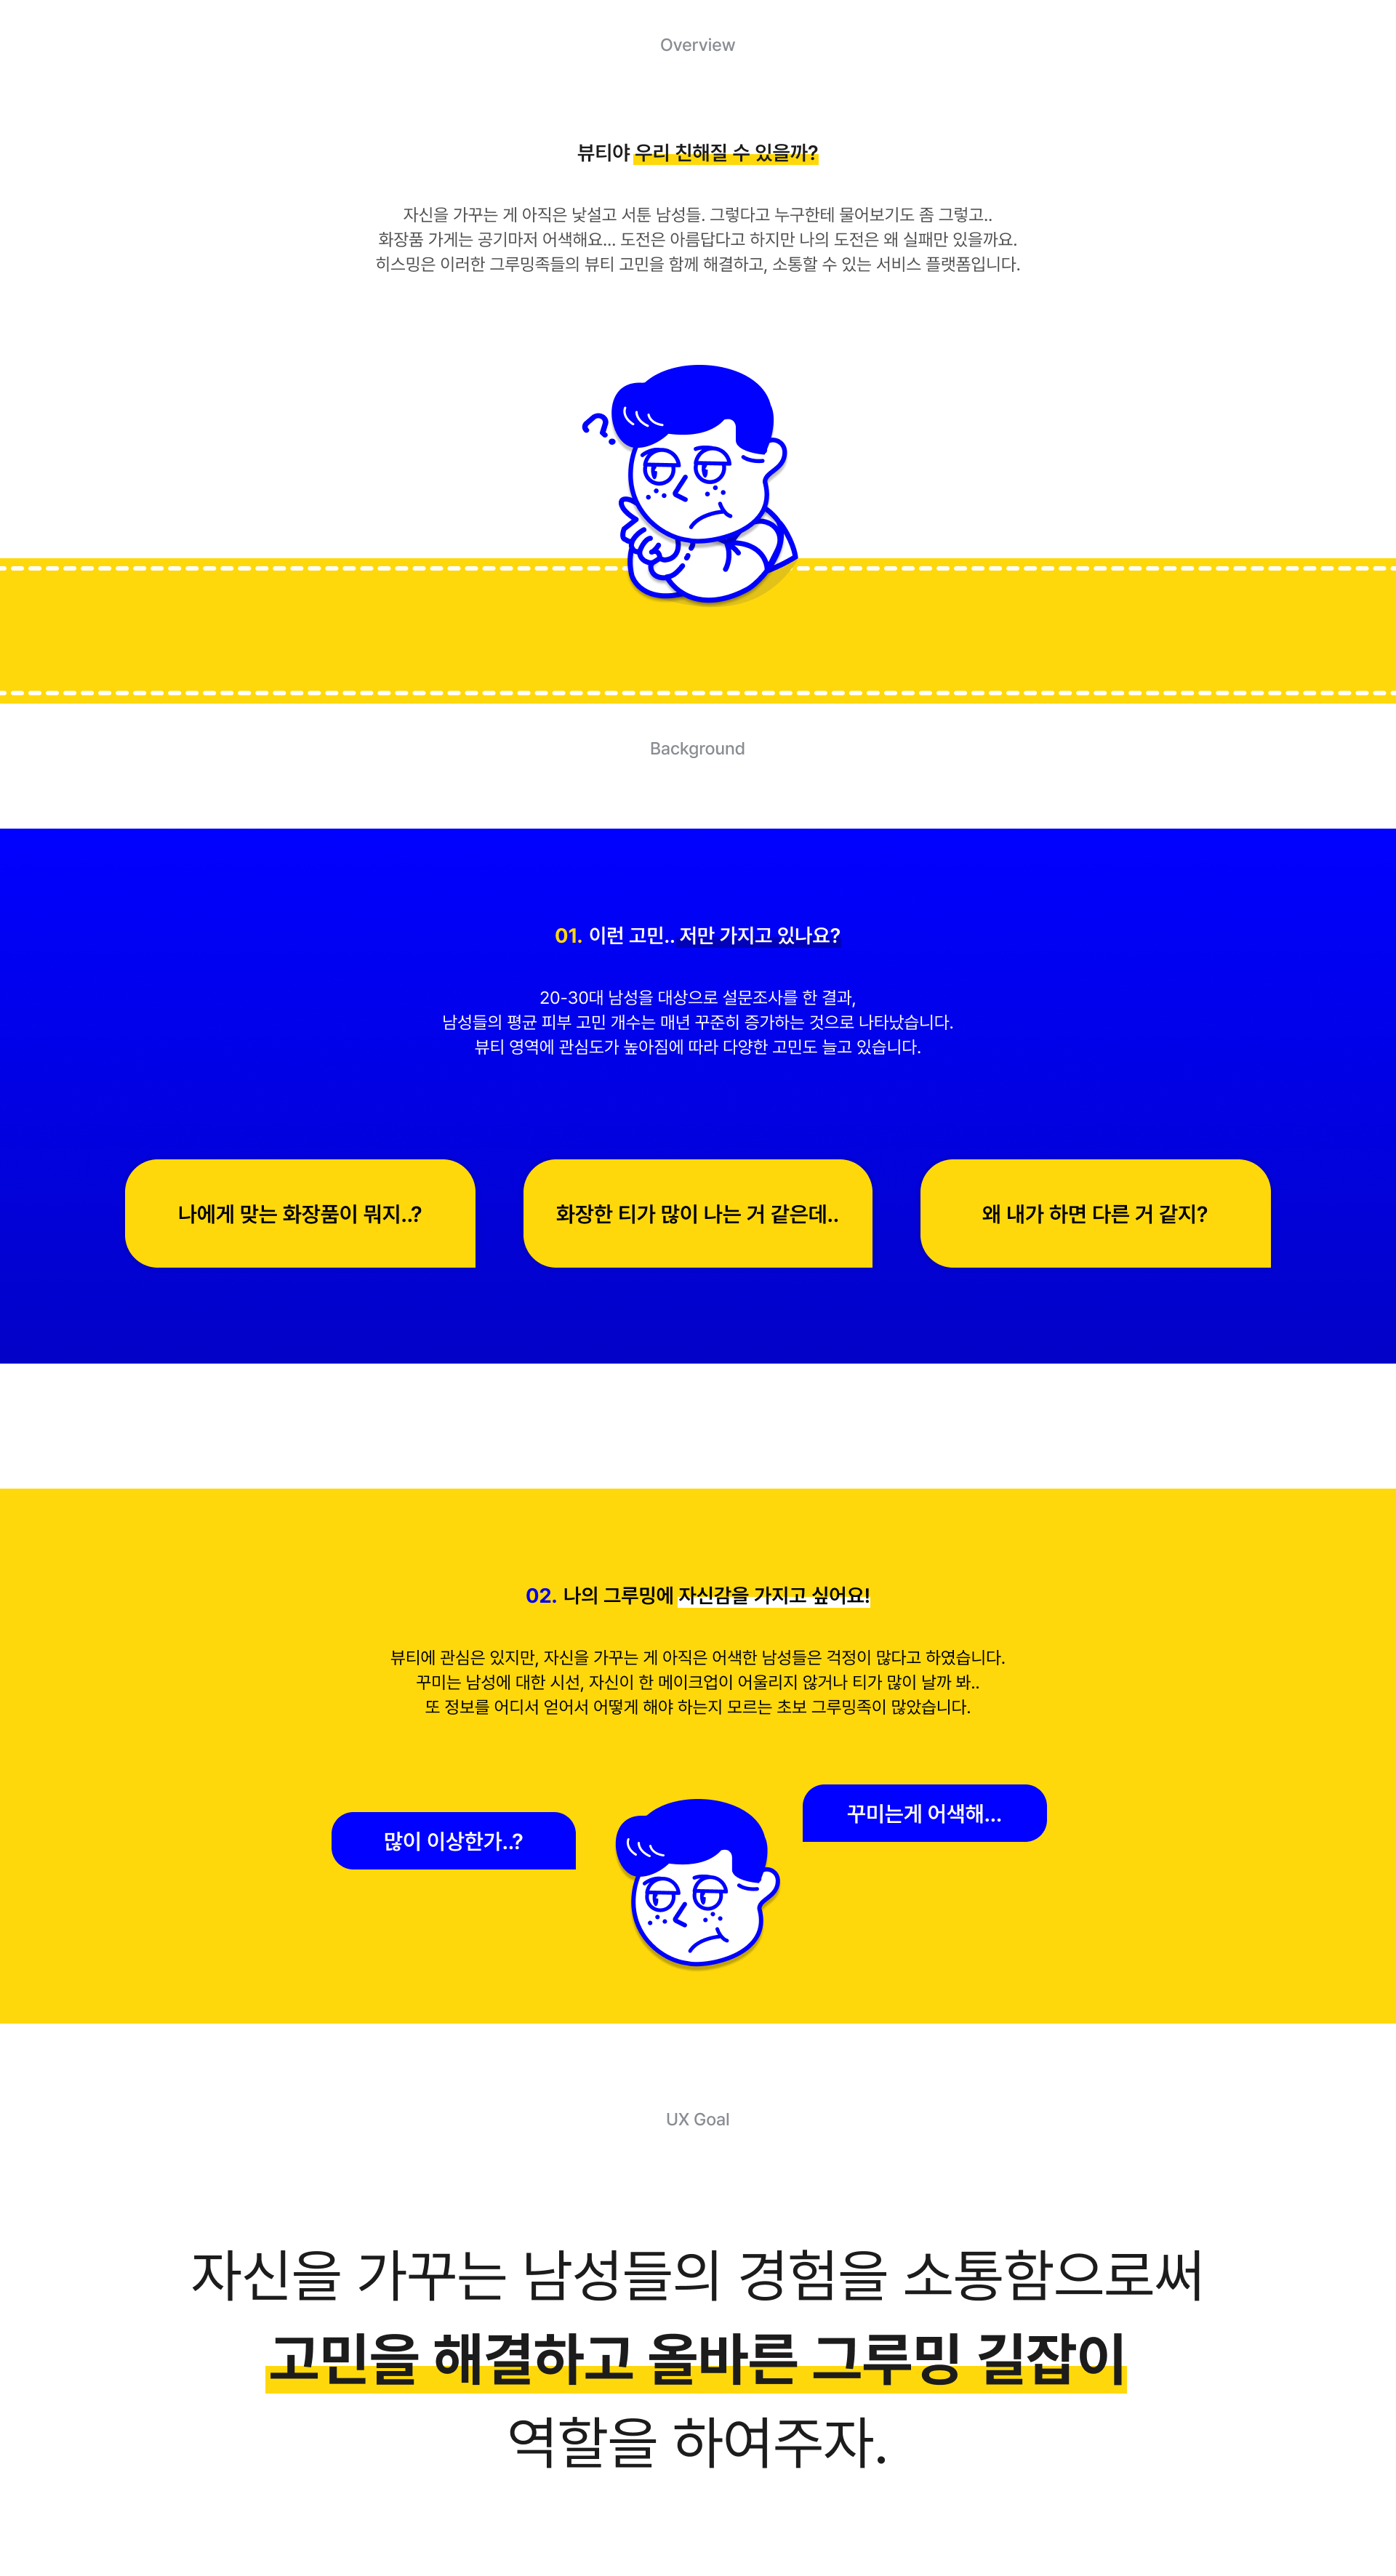 Overview
뷰티야 우리 친해질 수 있을까?
자신을 가꾸는 게 아직은 낯설고 서툰 남성들. 그렇다고 누구한테 물어보기도 좀 그렇고..
화장품 가게는 공기마저 어색해요... 도전은 아름답다고 하지만 나의 도전은 왜 실패만 있을까요.
히스밍은 이러한 그루밍족들의 뷰티 고민을 함께 해결하고, 소통할 수 있는 서비스 플랫폼입니다.
?
Background
01. 이런 고민.. 저만 가지고 있나요?
20-30대 남성을 대상으로 설문조사를 한 결과,
남성들의 평균 피부 고민 개수는 매년 꾸준히 증가하는 것으로 나타났습니다.
뷰티 영역에 관심도가 높아짐에 따라 다양한 고민도 늘고 있습니다.
나에게 맞는 화장품이 뭐지..?
화장한 티가 많이 나는 거 같은데..
왜 내가 하면 다른 거 같지?
02. 나의 그루밍에 자신감을 가지고 싶어요!
뷰티에 관심은 있지만, 자신을 가꾸는 게 아직은 어색한 남성들은 걱정이 많다고 하였습니다.
꾸미는 남성에 대한 시선, 자신이 한 메이크업이 어울리지 않거나 티가 많이 날까 봐..
또 정보를 어디서 얻어서 어떻게 해야 하는지 모르는 초보 그루밍족이 많았습니다.
많이 이상한가..?
꾸미는게 어색해...
UX Goal
자신을 가꾸는 남성들의 경험을 소통함으로써
고민을 해결하고 올바른 그루밍 길잡이
역할을 하여주자.